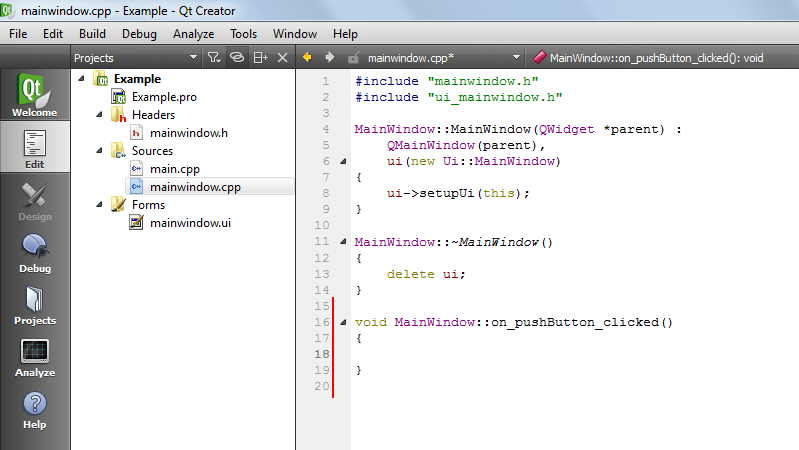 mainwindow.cpp - Example - Qt Creator
File Edit Build Debug Analyze Tools Window Help
Projects
mainwindow.cpp*
MainWindow::on_pushButton_clicked(): void
Qt
Welcome
Edit
Design
Debug
Projects
Analyze
Help
Example
Example.pro
Headers
mainwindow.h
Sources
main.cpp
mainwindow.cpp
Forms
mainwindow.ui
1 #include "mainwindow.h"
2 #include "ui_mainwindow.h"
3
4 MainWindow::MainWindow(QWidget *parent) :
5 QMainWindow(parent),
6 ui(new Ui::MainWindow)
7 {
8 ui->setupUi(this);
9 }
10
11 MainWindow::~MainWindow()
12 {
13 delete ui;
14 }
15
16 void MainWindow::on_pushButton_clicked()
17 {
18
19 }
20